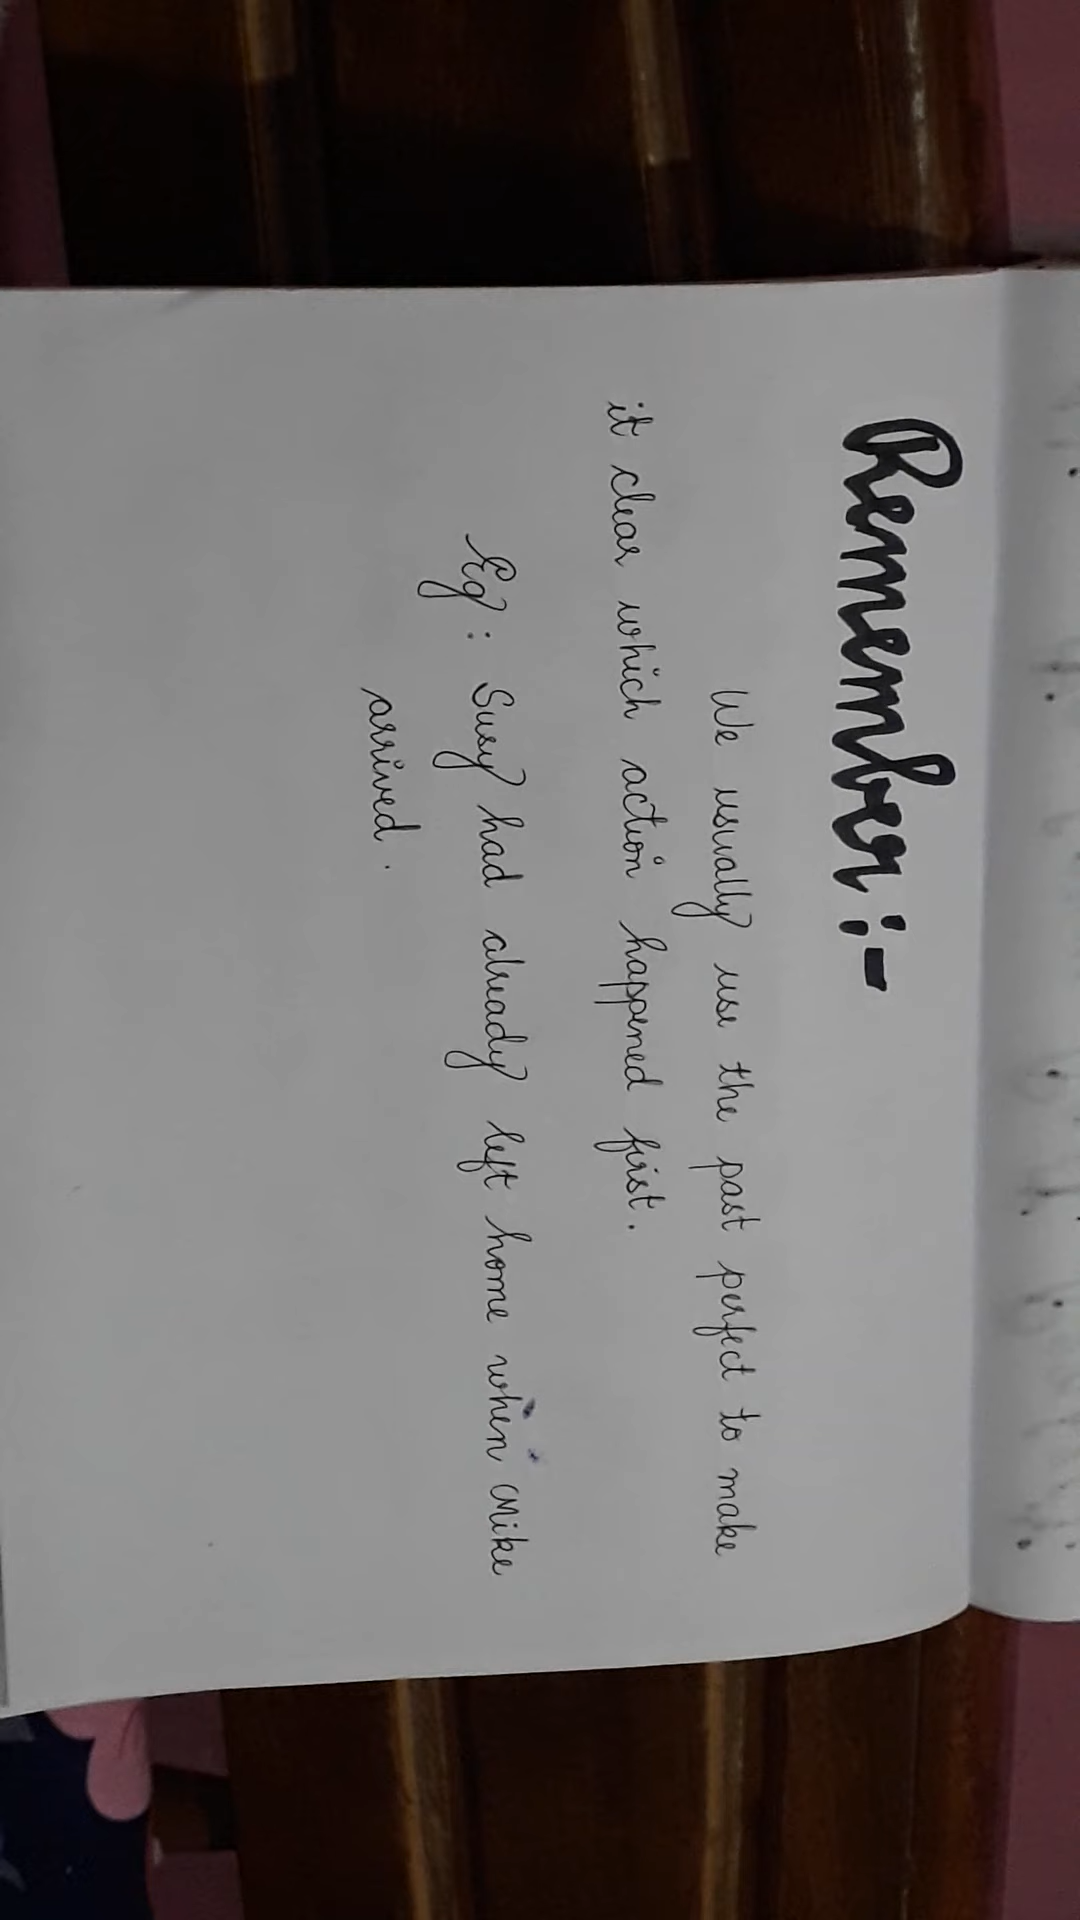 Remember :-
We usually use the past perfect to make
it clear which action happened first.
Eg : Susy had already left home when Mike
arrived.